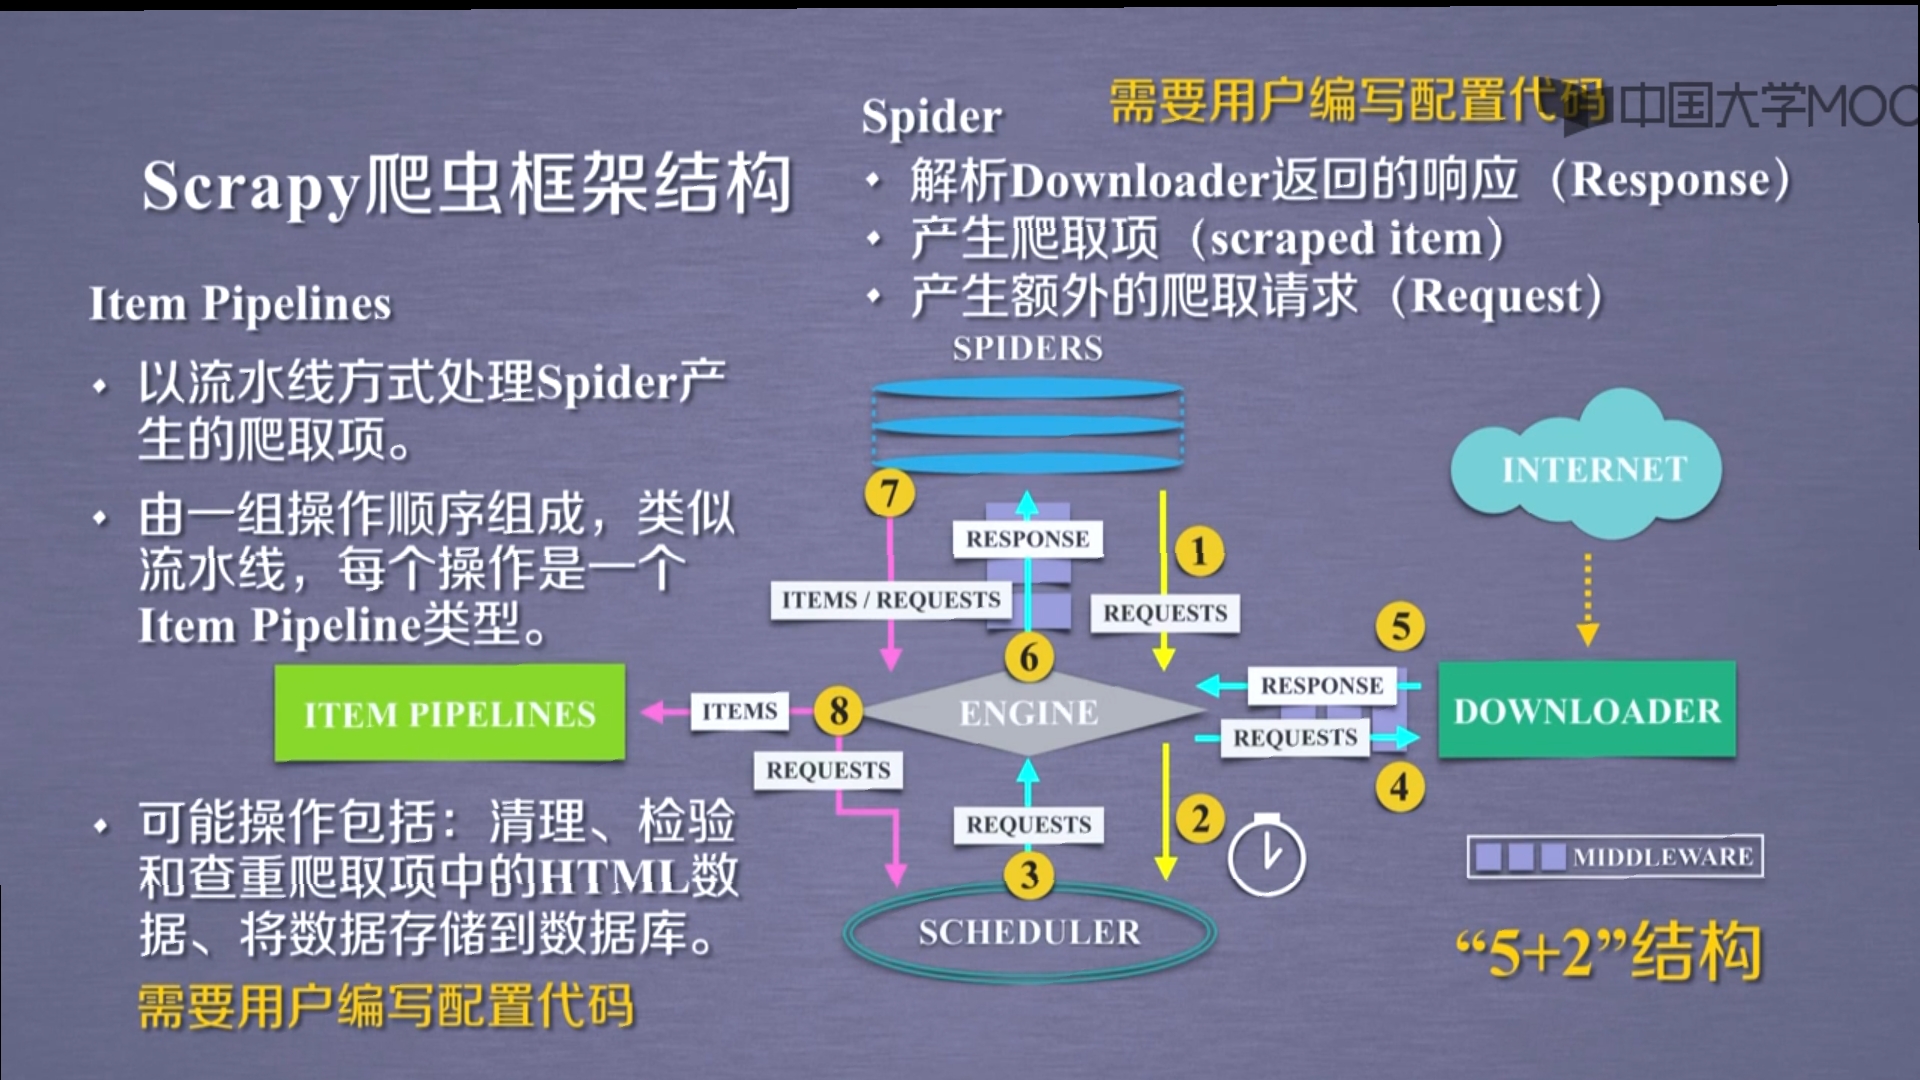 需要用户编写配置代码
中国大学MOO
Spider
Scrapy爬虫框架结构
• 解析Downloader返回的响应（Response）
• 产生爬取项（scraped item）
• 产生额外的爬取请求（Request）
Item Pipelines
• 以流水线方式处理Spider产
生的爬取项。
• 由一组操作顺序组成，类似
流水线，每个操作是一个
Item Pipeline类型。
• 可能操作包括：清理、检验
和查重爬取项中的HTML数
据、将数据存储到数据库。
需要用户编写配置代码
SPIDERS
INTERNET
7
RESPONSE
1
ITEMS / REQUESTS
REQUESTS
5
6
RESPONSE
ITEM PIPELINES
ITEMS
8
ENGINE
DOWNLOADER
REQUESTS
REQUESTS
4
REQUESTS
2
3
MIDDLEWARE
SCHEDULER
“5+2”结构